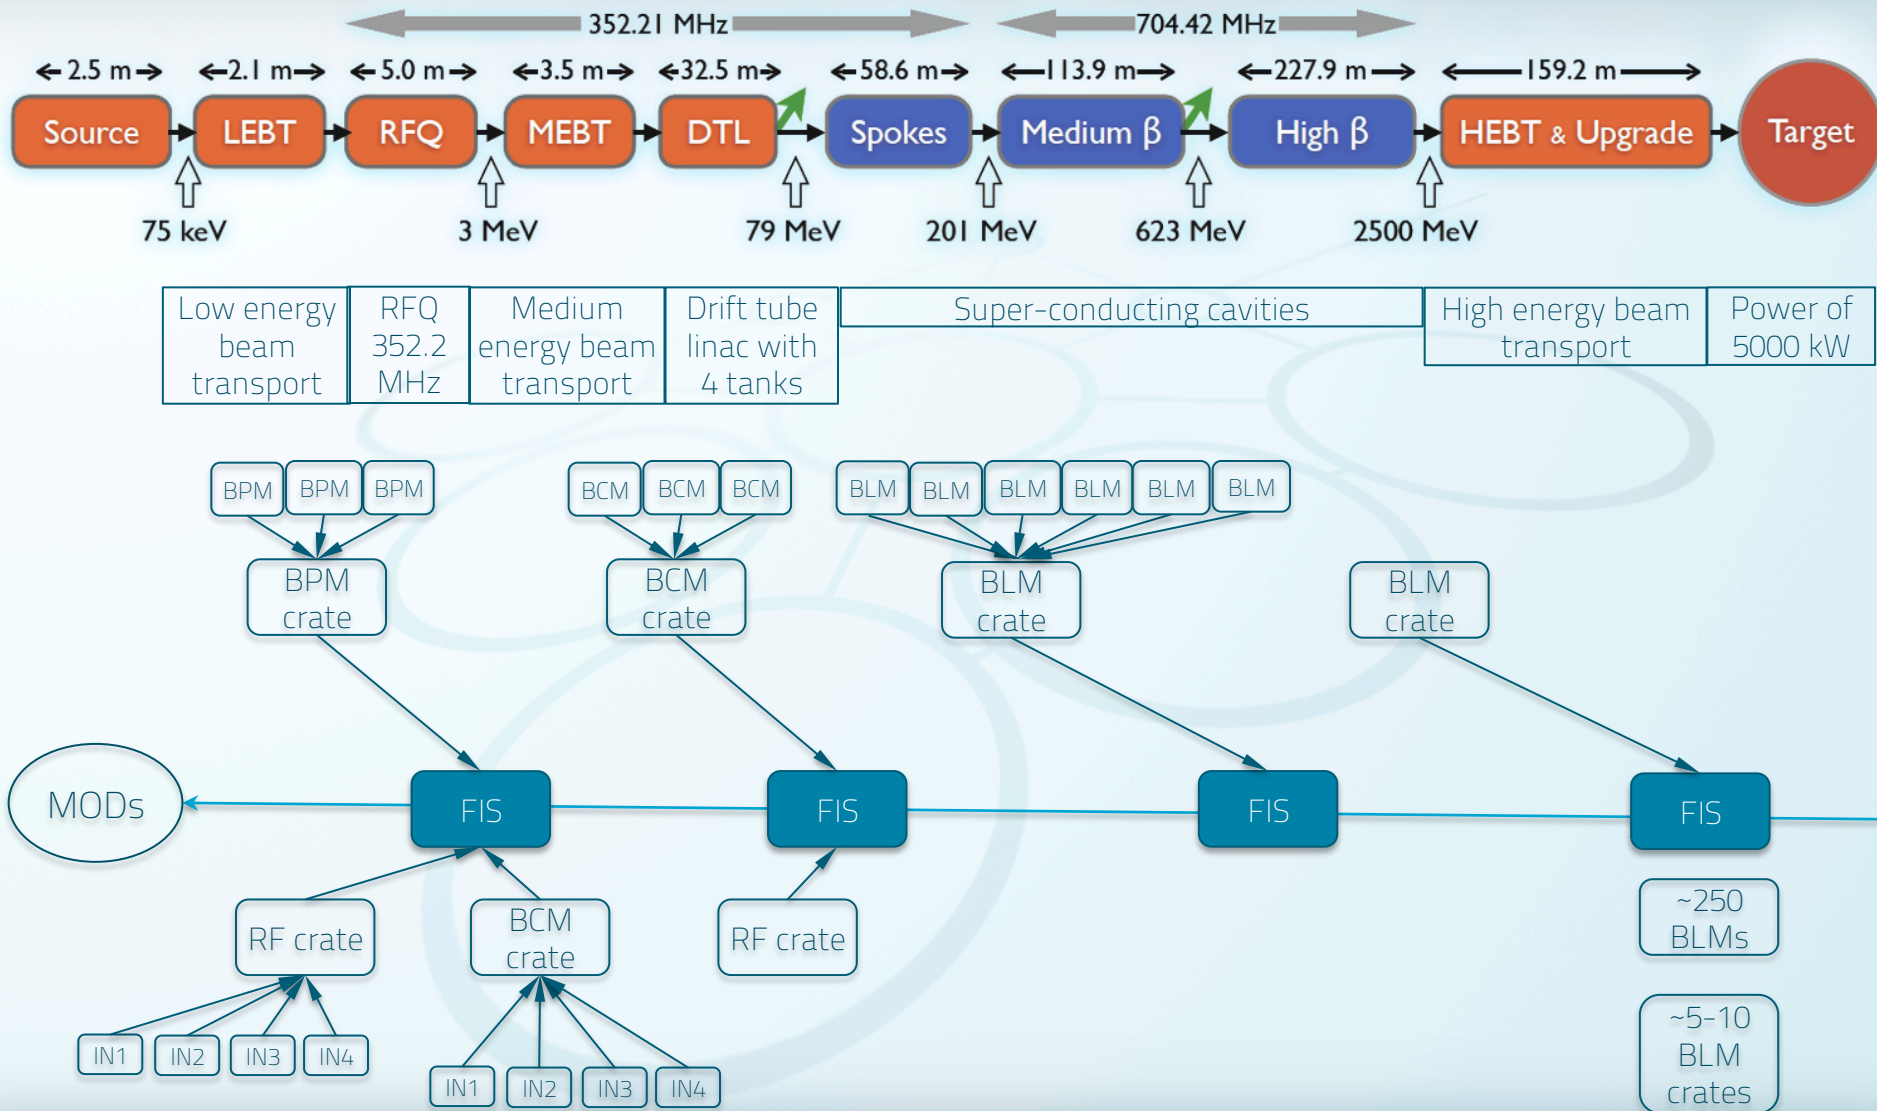 352.21 MHz
704.42 MHz
2.5 m
2.1 m
5.0 m
3.5 m
32.5 m
58.6 m
113.9 m
227.9 m
159.2 m
Source
LEBT
RFQ
MEBT
DTL
Spokes
Medium β
High β
HEBT & Upgrade
Target
75 keV
3 MeV
79 MeV
201 MeV
623 MeV
2500 MeV
Low energy
beam
transport
RFQ
352.2
MHz
Medium
energy beam
transport
Drift tube
linac with
4 tanks
Super-conducting cavities
High energy beam
transport
Power of
5000 kW
BPM
BPM
BPM
BCM
BCM
BCM
BLM
BLM
BLM
BLM
BLM
BLM
BPM
crate
BCM
crate
BLM
crate
BLM
crate
MODs
FIS
FIS
FIS
FIS
RF crate
BCM
crate
RF crate
~250
BLMs
IN1
IN2
IN3
IN4
IN1
IN2
IN3
IN4
~5-10
BLM
crates